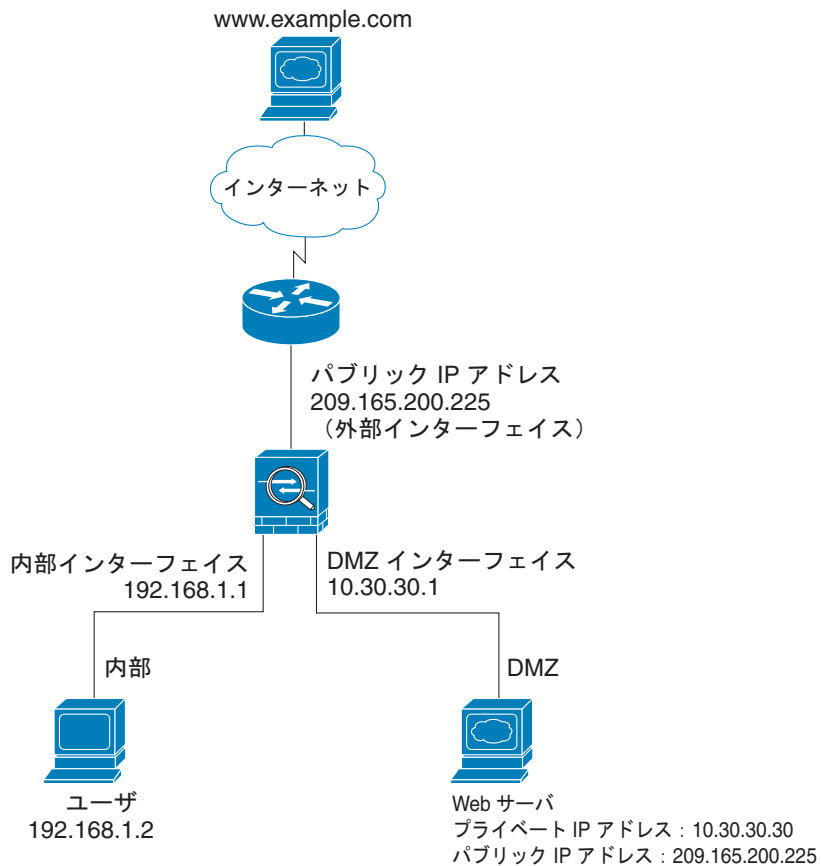 www.example.com
インターネット
パブリック IP アドレス
209.165.200.225
（外部インターフェイス）
内部インターフェイス
192.168.1.1
DMZ インターフェイス
10.30.30.1
内部
DMZ
ユーザ
192.168.1.2
Web サーバ
プライベート IP アドレス：10.30.30.30
パブリック IP アドレス：209.165.200.225